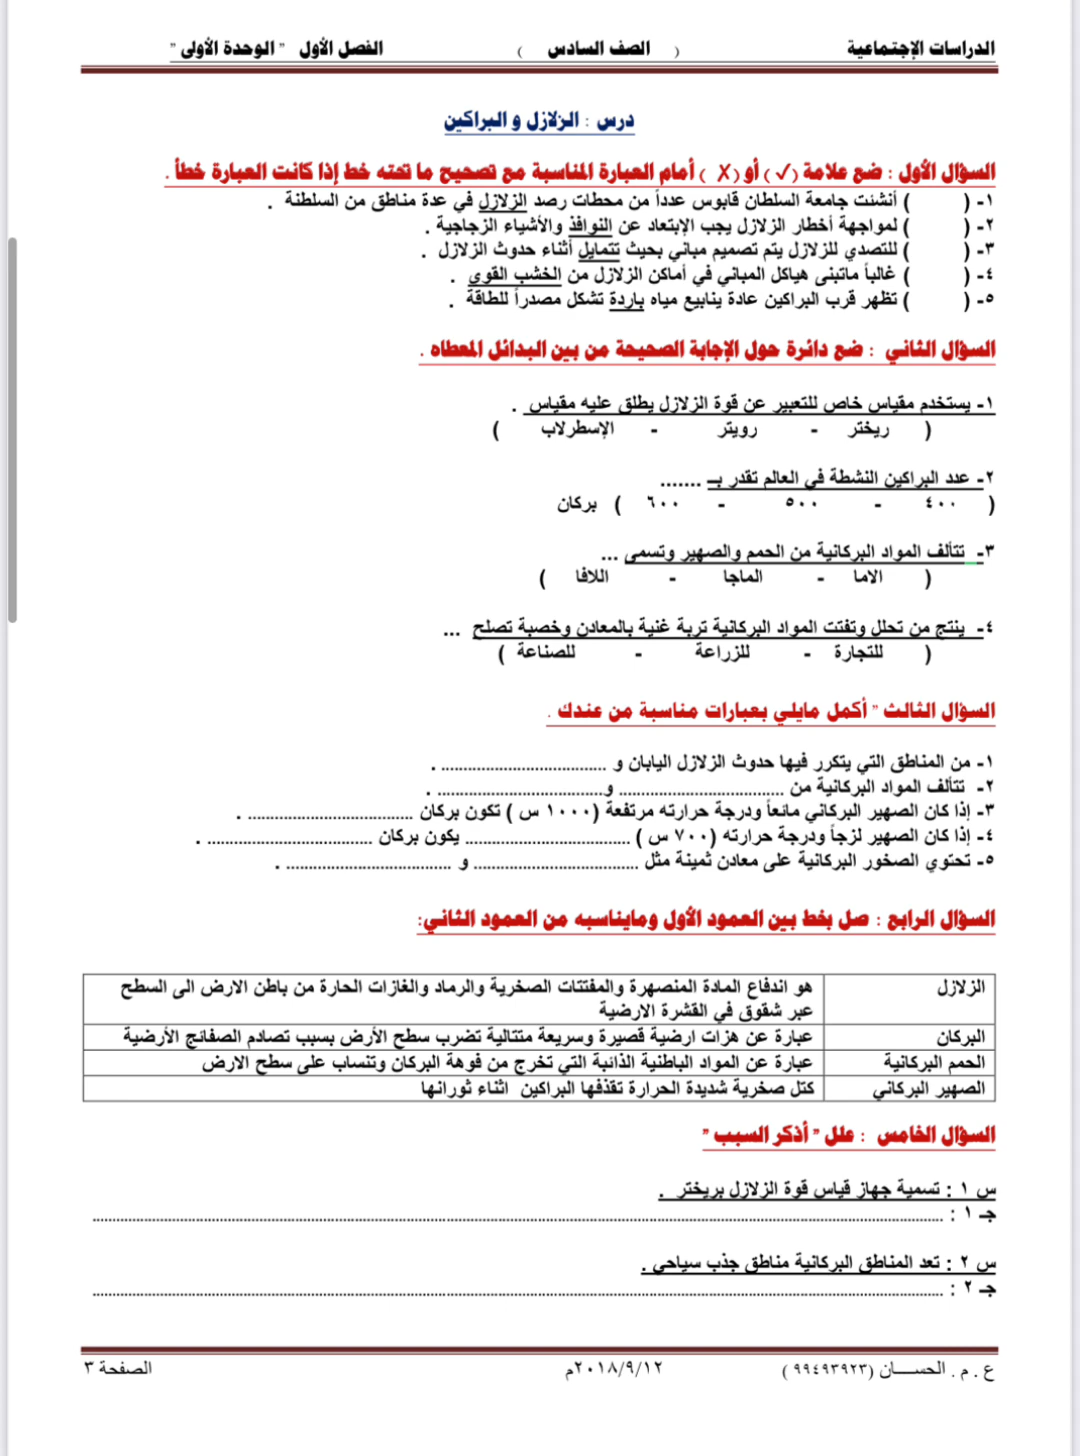 الدراسات الإجتماعية ( الصف السادس ) الفصل الأول " الوحدة الأولى "
درس : الزلازل و البراكين
السؤال الأول : ضع علامة (✓) أو (✗) أمام العبارة المناسبة مع تصحيح ما تحته خط إذا كانت العبارة خطأ .
١- ( ) أنشئت جامعة السلطان قابوس عدداً من محطات رصد الزلازل في عدة مناطق من السلطنة .
٢- ( ) لمواجهة أخطار الزلازل يجب الإبتعاد عن النوافذ والأشياء الزجاجية .
٣- ( ) للتصدي للزلازل يتم تصميم مباني بحيث تتمايل أثناء حدوث الزلازل .
٤- ( ) غالباً ماتبنى هياكل المباني في أماكن الزلازل من الخشب القوي .
٥- ( ) تظهر قرب البراكين عادة ينابيع مياه باردة تشكل مصدراً للطاقة .
السؤال الثاني : ضع دائرة حول الإجابة الصحيحة من بين البدائل المعطاه .
١- يستخدم مقياس خاص للتعبير عن قوة الزلازل يطلق عليه مقياس .
( ريختر - رويتر - الإسطرلاب )
٢- عدد البراكين النشطة في العالم تقدر بـ .......
( ٤٠٠ - ٥٠٠ - ٦٠٠ ) بركان
٣- تتألف المواد البركانية من الحمم والصهير وتسمى ...
( الاما - الماجا - اللافا )
٤- ينتج من تحلل وتفتت المواد البركانية تربة غنية بالمعادن وخصبة تصلح ...
( للتجارة - للزراعة - للصناعة )
السؤال الثالث " أكمل مايلي بعبارات مناسبة من عندك .
١- من المناطق التي يتكرر فيها حدوث الزلازل اليابان و .................................. .
٢- تتألف المواد البركانية من ..................................و.................................. .
٣- إذا كان الصهير البركاني مائعاً ودرجة حرارته مرتفعة (١٠٠٠ س ) تكون بركان .................................. .
٤- إذا كان الصهير لزجاً ودرجة حرارته (٧٠٠ س ) .................................. يكون بركان .................................. .
٥- تحتوي الصخور البركانية على معادن ثمينة مثل .................................. و .................................. .
السؤال الرابع : صل بخط بين العمود الأول ومايناسبه من العمود الثاني:
الزلازل هو اندفاع المادة المنصهرة والمفتتات الصخرية والرماد والغازات الحارة من باطن الارض الى السطح
عبر شقوق في القشرة الارضية
البركان عبارة عن هزات ارضية قصيرة وسريعة متتالية تضرب سطح الأرض بسبب تصادم الصفائح الأرضية
الحمم البركانية عبارة عن المواد الباطنية الذائبة التي تخرج من فوهة البركان وتنساب على سطح الارض
الصهير البركاني كتل صخرية شديدة الحرارة تقذفها البراكين اثناء ثورانها
السؤال الخامس : علل " أذكر السبب "
س ١ : تسمية جهاز قياس قوة الزلازل بريختر .
جـ ١ : ................................................................................
س ٢ : تعد المناطق البركانية مناطق جذب سياحي .
جـ ٢ : ................................................................................
ع . م . الحســـان (٩٩٤٩٣٩٢٣ ) ٢٠١٨/٩/١٢م الصفحة ٣